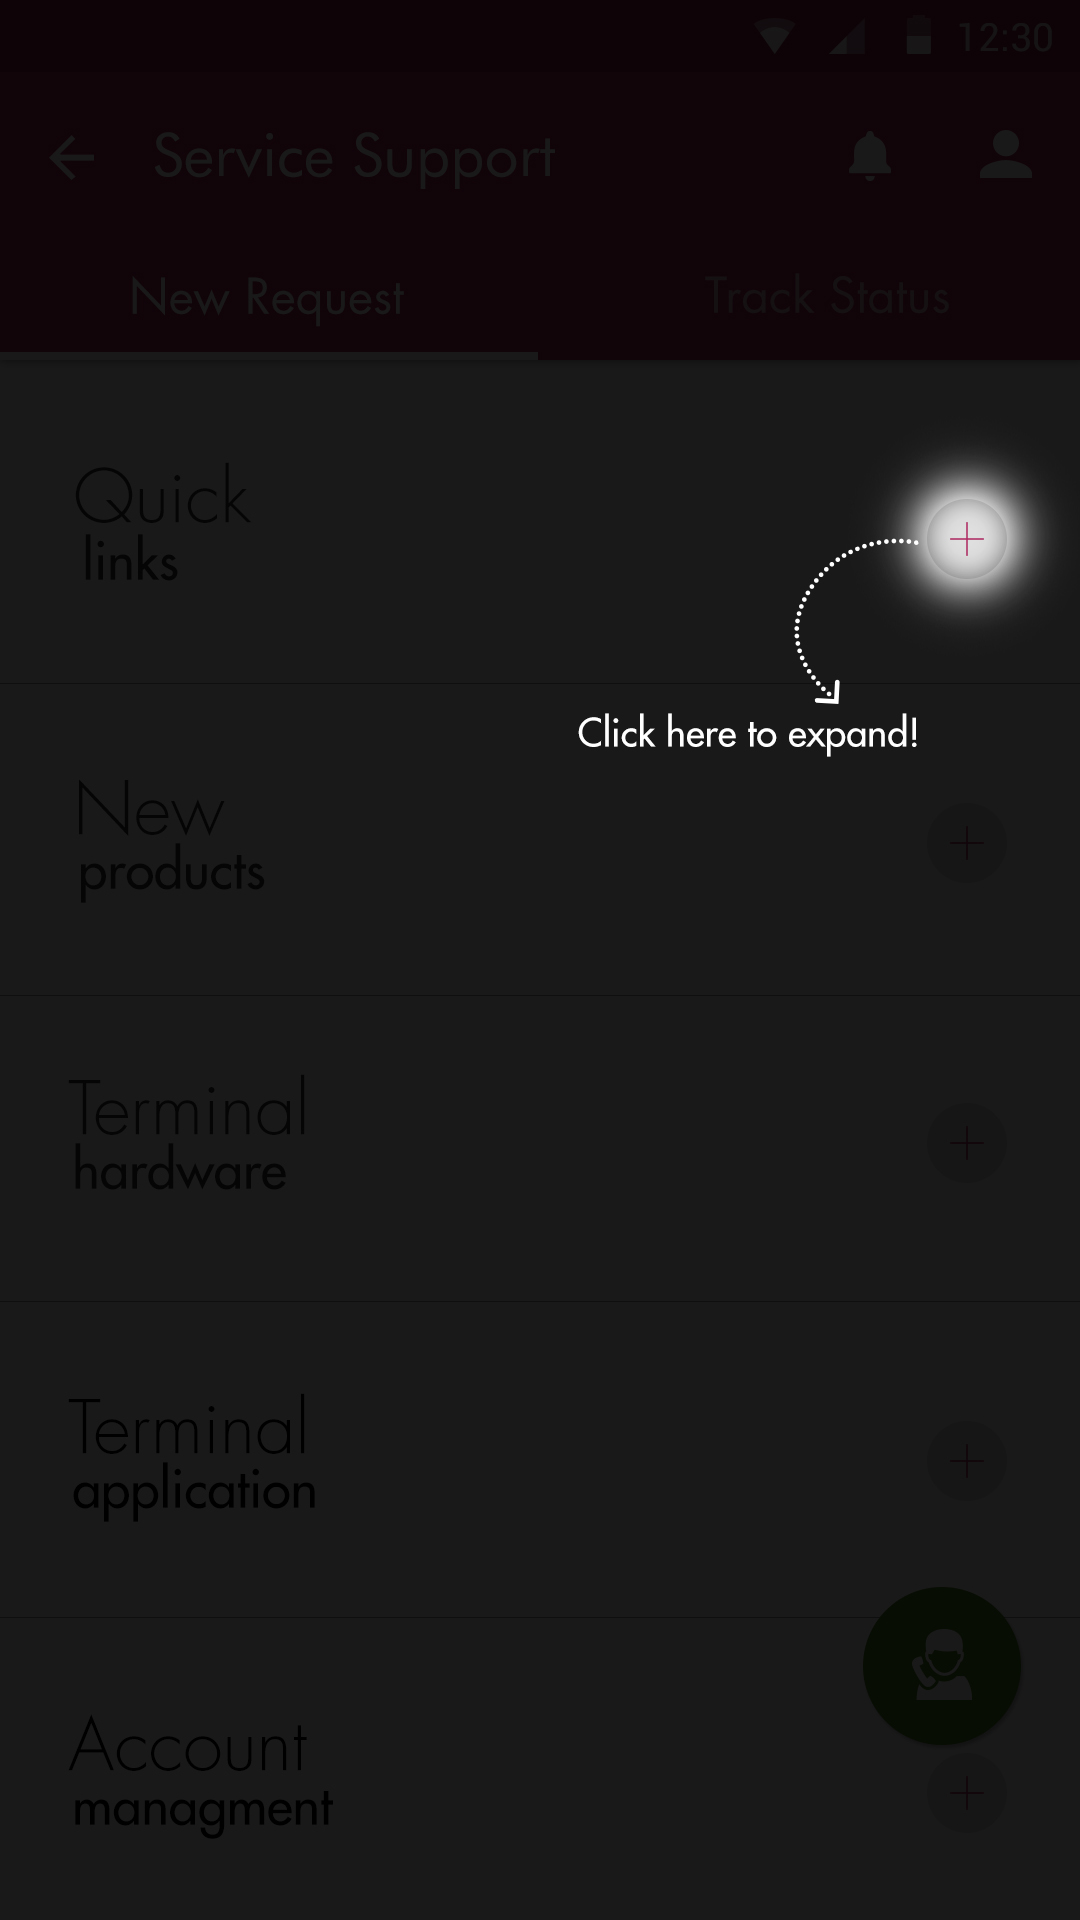 12:30
Service Support
New Request
Track Status
Quick
links
Click here to expand!
New
products
Terminal
hardware
Terminal
application
Account
managment